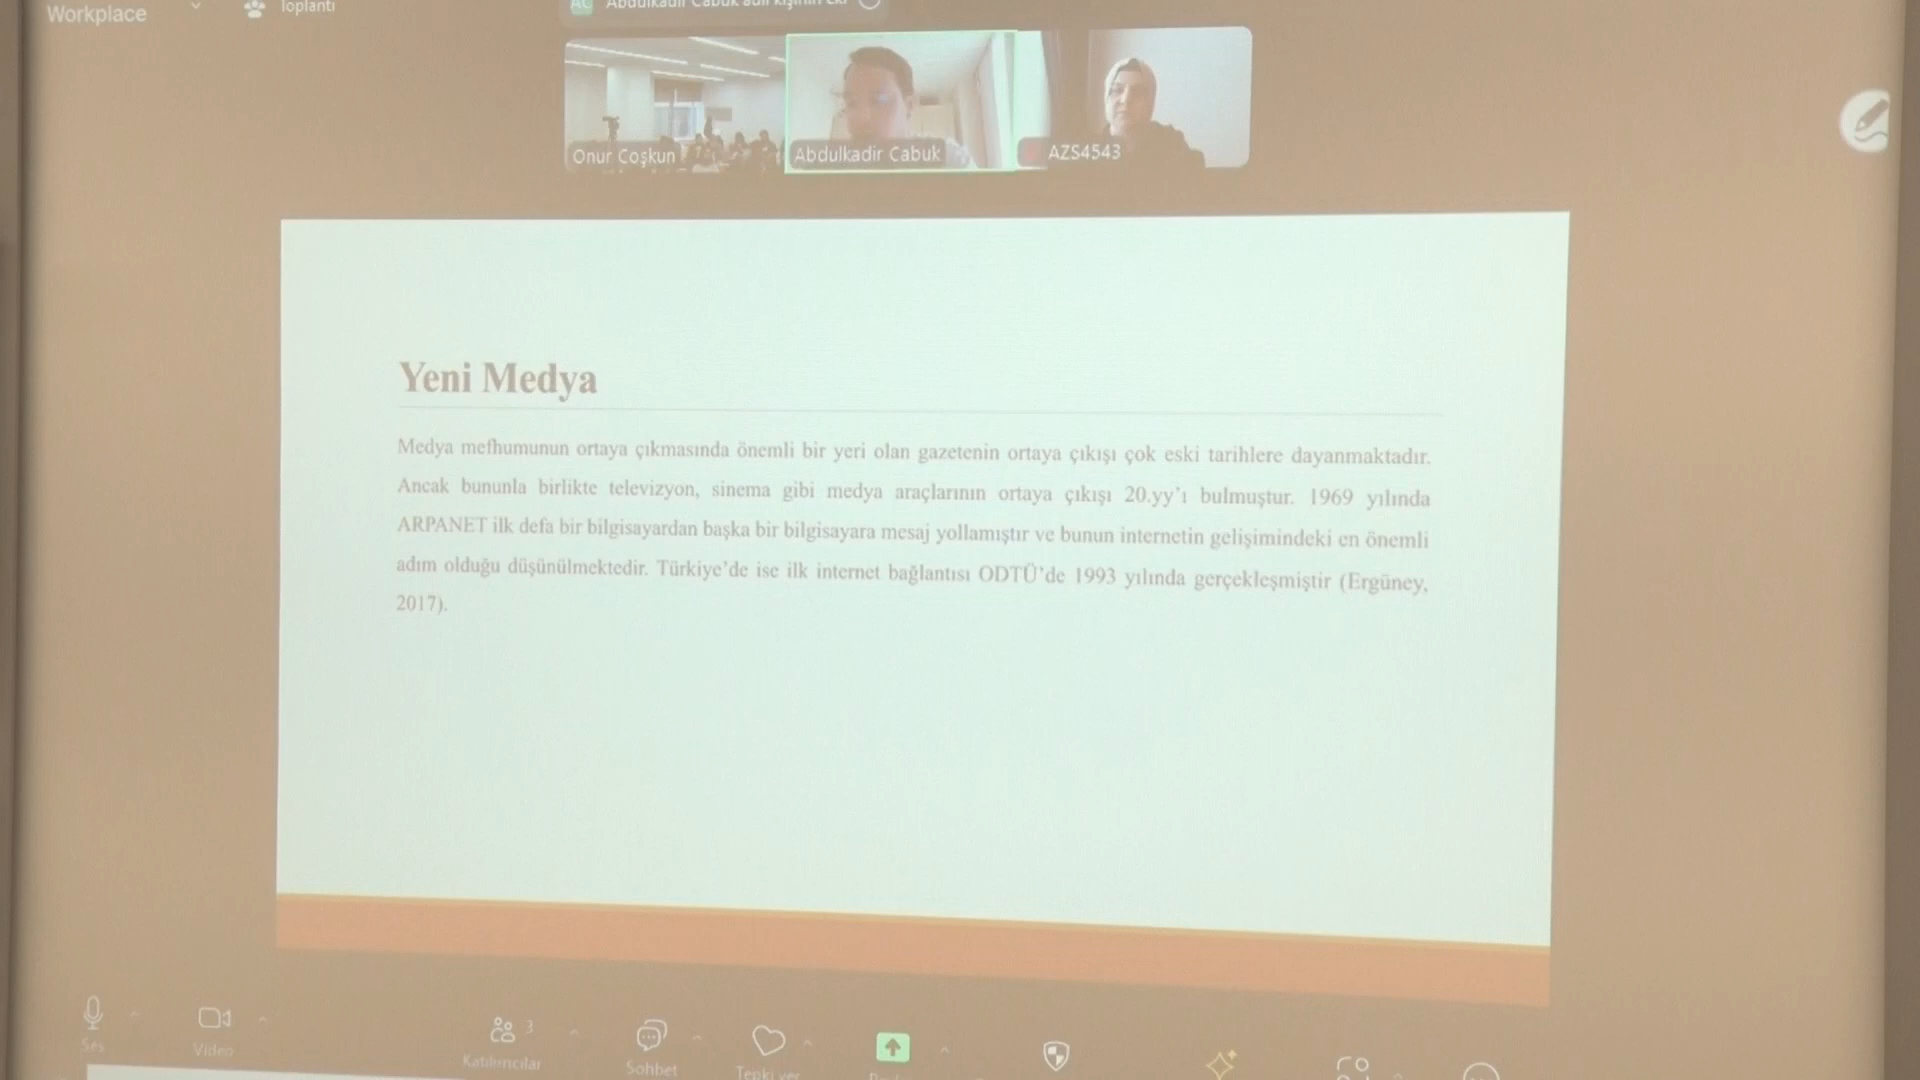 Workplace
Toplantı
Abdulkadir Cabuk adlı kişinin
Onur Coşkun
Abdulkadir Cabuk
AZS4543
Yeni Medya
Medya mefhumunun ortaya çıkmasında önemli bir yeri olan gazetenin ortaya çıkışı çok eski tarihlere dayanmaktadır.
Ancak bununla birlikte televizyon, sinema gibi medya araçlarının ortaya çıkışı 20.yy'ı bulmuştur. 1969 yılında
ARPANET ilk defa bir bilgisayardan başka bir bilgisayara mesaj yollamıştır ve bunun internetin gelişimindeki en önemli
adım olduğu düşünülmektedir. Türkiye'de ise ilk internet bağlantısı ODTÜ'de 1993 yılında gerçekleşmiştir (Ergüney,
2017).
Ses
Video
Katılımcılar
3
Sohbet
Tepki ver